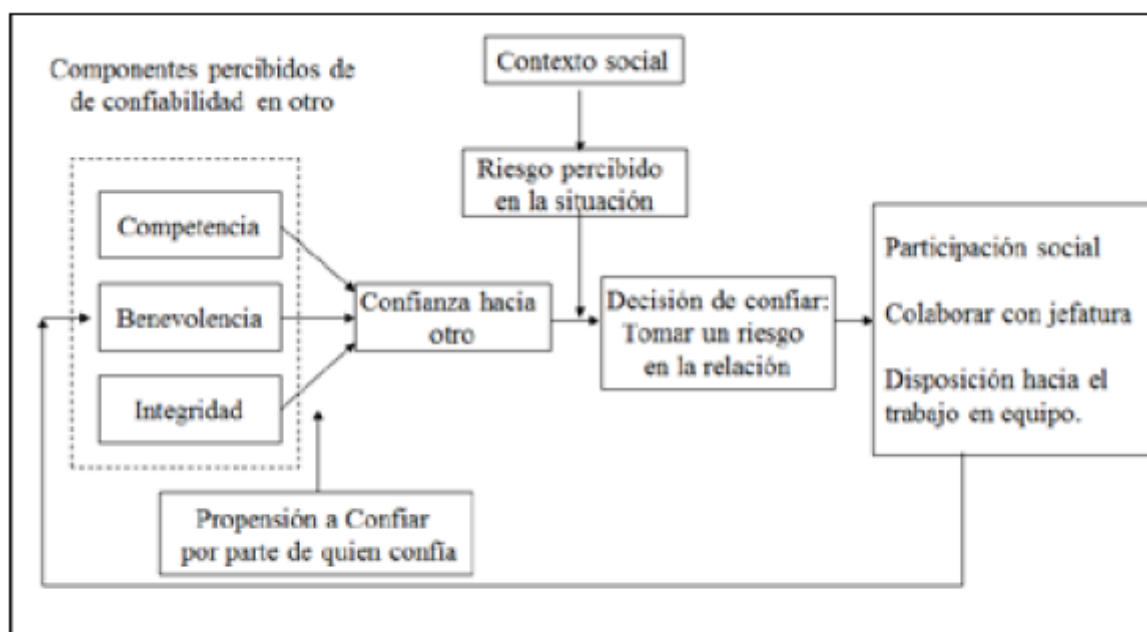 Componentes percibidos de
de confiabilidad en otro
Contexto social
Riesgo percibido
en la situación
Competencia
Benevolencia
Integridad
Confianza hacia
otro
Decisión de confiar:
Tomar un riesgo
en la relación
Participación social
Colaborar con jefatura
Disposición hacia el
trabajo en equipo.
Propensión a Confiar
por parte de quien confía